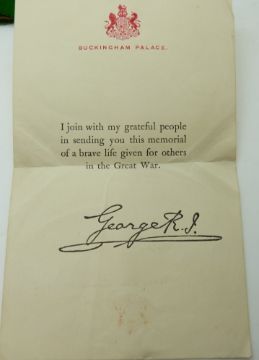 BUCKINGHAM PALACE.
I join with my grateful people
in sending you this memorial
of a brave life given for others
in the Great War.
George R.I.